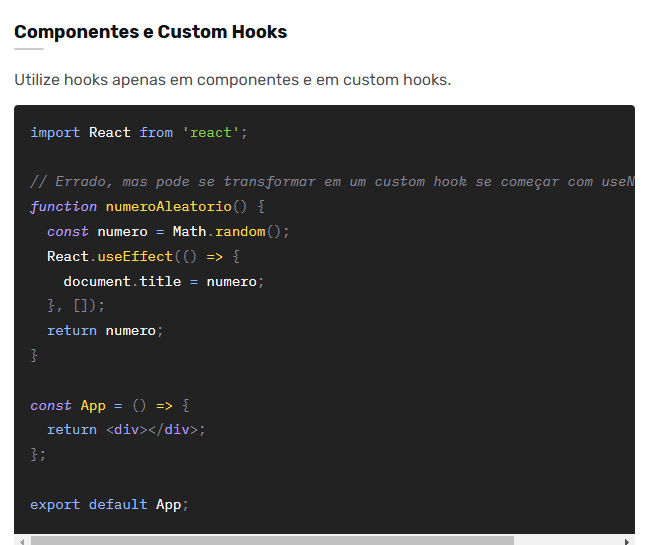 Componentes e Custom Hooks
Utilize hooks apenas em componentes e em custom hooks.
import React from 'react';
// Errado, mas pode se transformar em um custom hook se começar com useN
function numeroAleatorio() {
  const numero = Math.random();
  React.useEffect(() => {
    document.title = numero;
  }, []);
  return numero;
}
const App = () => {
  return <div></div>;
};
export default App;